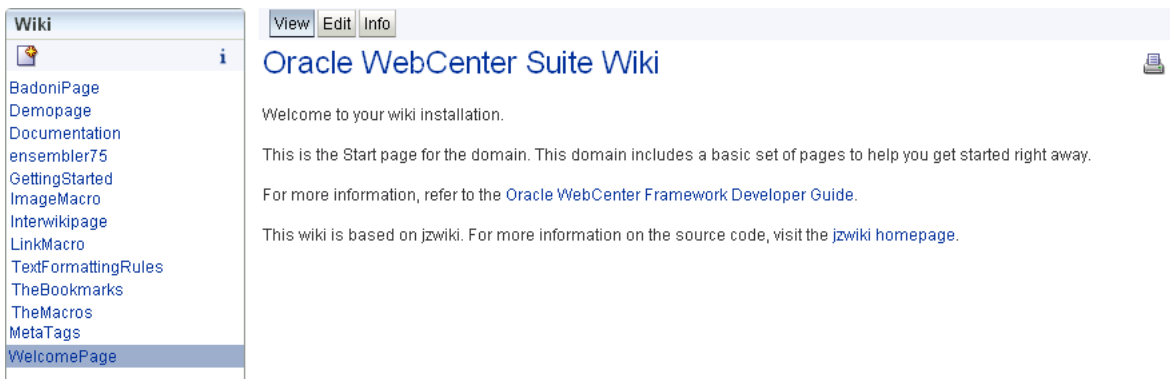 Wiki
i
BadoniPage
Demopage
Documentation
ensembler75
GettingStarted
ImageMacro
Interwikipage
LinkMacro
TextFormattingRules
TheBookmarks
TheMacros
MetaTags
WelcomePage
View Edit Info
Oracle WebCenter Suite Wiki
Welcome to your wiki installation.
This is the Start page for the domain. This domain includes a basic set of pages to help you get started right away.
For more information, refer to the Oracle WebCenter Framework Developer Guide.
This wiki is based on jzwiki. For more information on the source code, visit the jzwiki homepage.